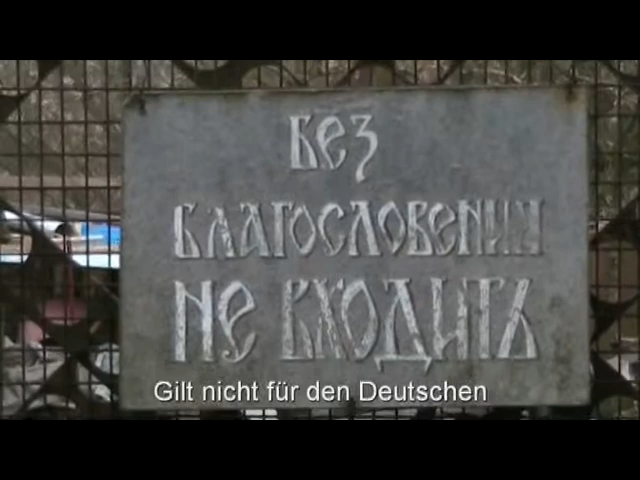 БЕЗ
БЛАГОСЛОВЕНИЯ
НЕ ВХОДИТЬ
Gilt nicht für den Deutschen